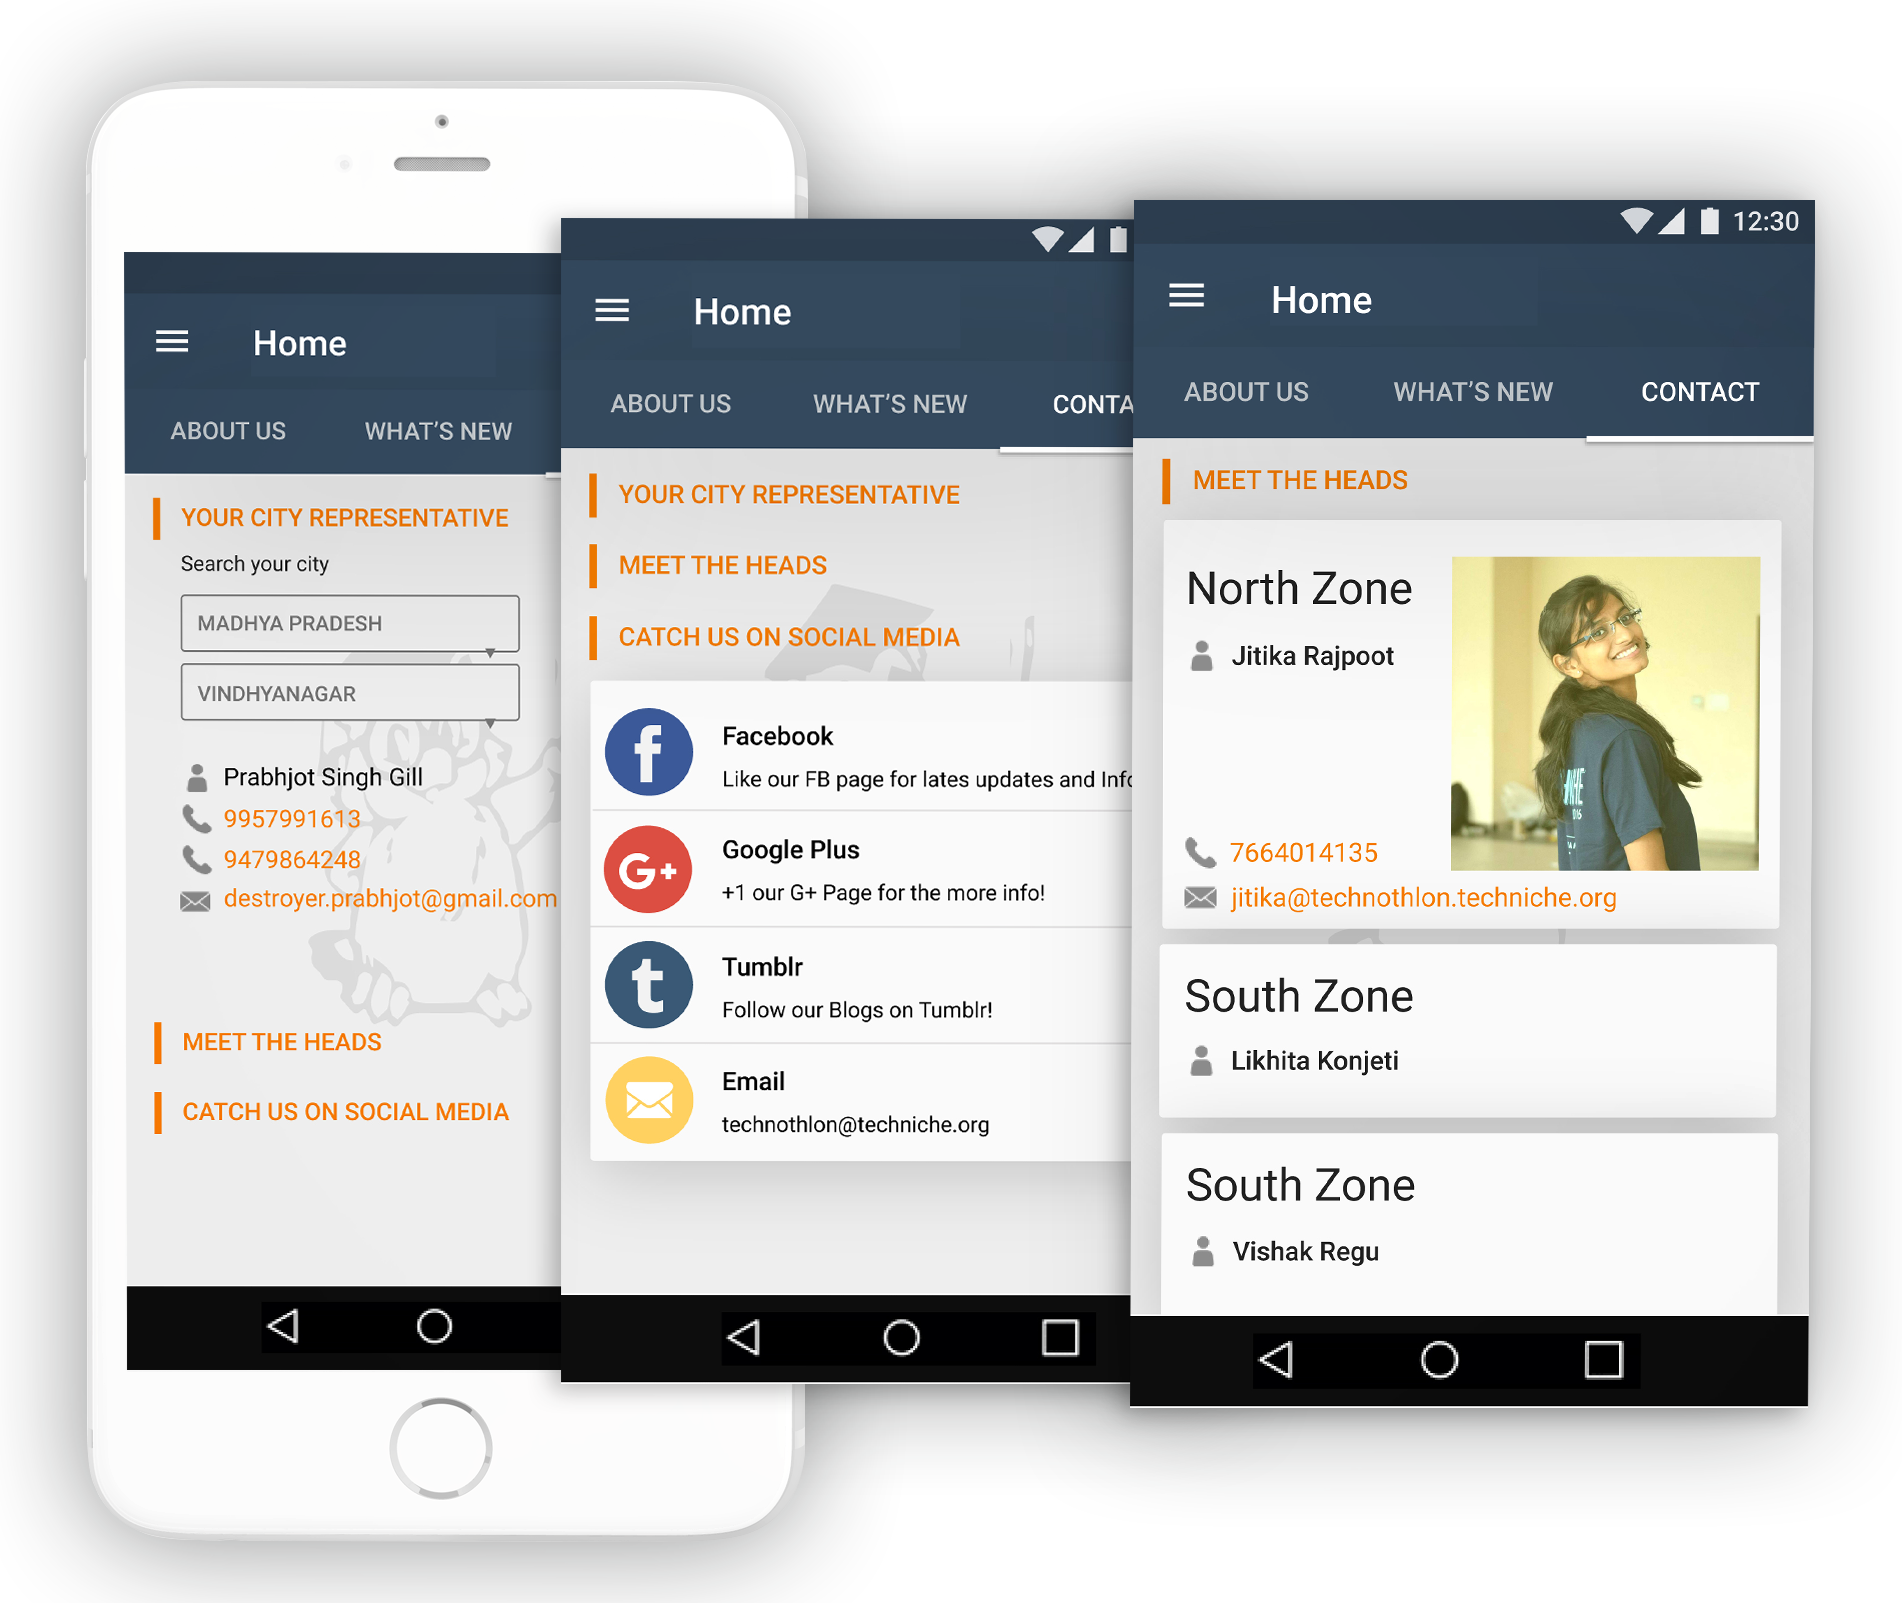 Home
ABOUT US
WHAT'S NEW
YOUR CITY REPRESENTATIVE
Search your city
MADHYA PRADESH
VINDHYANAGAR
Prabhjot Singh Gill
9957991613
9479864248
destroyer.prabhjot@gmail.com
MEET THE HEADS
CATCH US ON SOCIAL MEDIA
Home
ABOUT US
WHAT'S NEW
CONTA
YOUR CITY REPRESENTATIVE
MEET THE HEADS
CATCH US ON SOCIAL MEDIA
Facebook
Like our FB page for lates updates and Info
Google Plus
+1 our G+ Page for the more info!
Tumblr
Follow our Blogs on Tumblr!
Email
technothlon@techniche.org
12:30
Home
ABOUT US
WHAT'S NEW
CONTACT
MEET THE HEADS
North Zone
Jitika Rajpoot
7664014135
jitika@technothlon.techniche.org
South Zone
Likhita Konjeti
South Zone
Vishak Regu